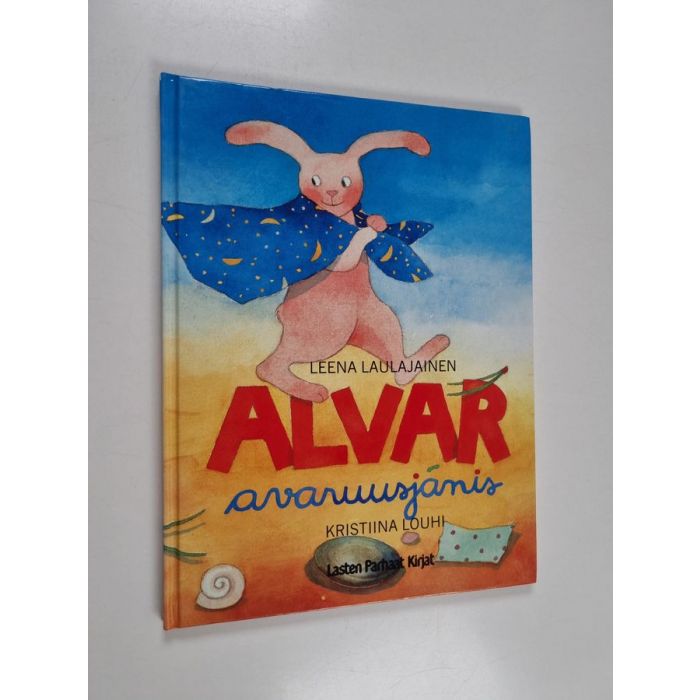 LEENA LAULAJAINEN
ALVAR
avaruusjänis
KRISTIINA LOUHI
Lasten Parhaat Kirjat